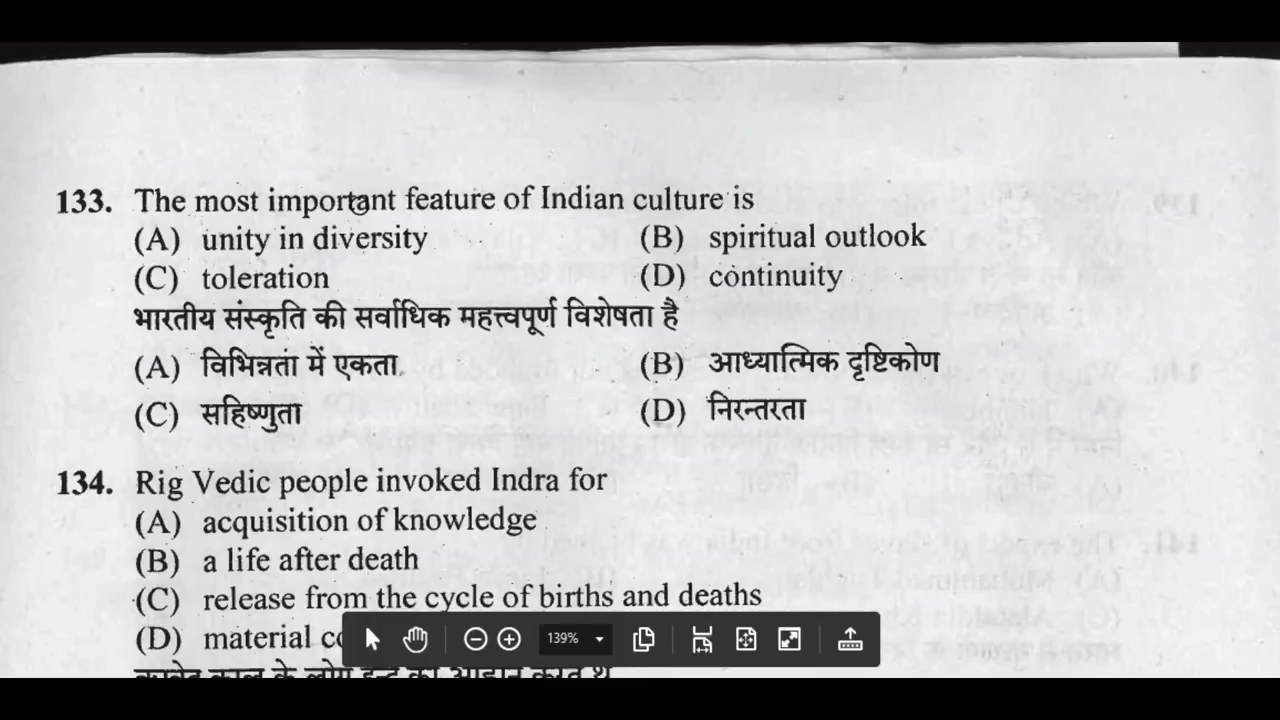 133. The most important feature of Indian culture is
(A) unity in diversity (B) spiritual outlook
(C) toleration (D) continuity
भारतीय संस्कृति की सर्वाधिक महत्त्वपूर्ण विशेषता है
(A) विभिन्नता में एकता (B) आध्यात्मिक दृष्टिकोण
(C) सहिष्णुता (D) निरन्तरता
134. Rig Vedic people invoked Indra for
(A) acquisition of knowledge
(B) a life after death
(C) release from the cycle of births and deaths
(D) material
139%